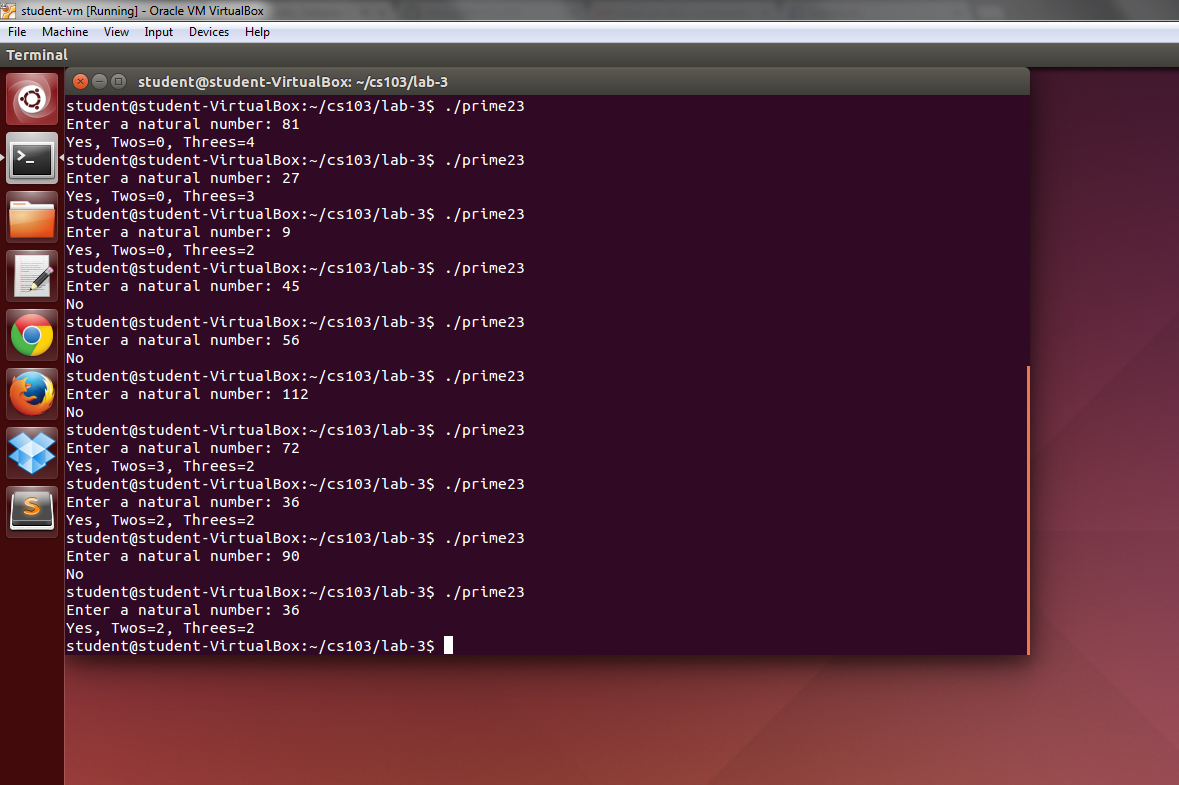 student-vm [Running] - Oracle VM VirtualBox
File Machine View Input Devices Help
Terminal
student@student-VirtualBox: ~/cs103/lab-3
student@student-VirtualBox:~/cs103/lab-3$ ./prime23
Enter a natural number: 81
Yes, Twos=0, Threes=4
student@student-VirtualBox:~/cs103/lab-3$ ./prime23
Enter a natural number: 27
Yes, Twos=0, Threes=3
student@student-VirtualBox:~/cs103/lab-3$ ./prime23
Enter a natural number: 9
Yes, Twos=0, Threes=2
student@student-VirtualBox:~/cs103/lab-3$ ./prime23
Enter a natural number: 45
No
student@student-VirtualBox:~/cs103/lab-3$ ./prime23
Enter a natural number: 56
No
student@student-VirtualBox:~/cs103/lab-3$ ./prime23
Enter a natural number: 112
No
student@student-VirtualBox:~/cs103/lab-3$ ./prime23
Enter a natural number: 72
Yes, Twos=3, Threes=2
student@student-VirtualBox:~/cs103/lab-3$ ./prime23
Enter a natural number: 36
Yes, Twos=2, Threes=2
student@student-VirtualBox:~/cs103/lab-3$ ./prime23
Enter a natural number: 90
No
student@student-VirtualBox:~/cs103/lab-3$ ./prime23
Enter a natural number: 36
Yes, Twos=2, Threes=2
student@student-VirtualBox:~/cs103/lab-3$